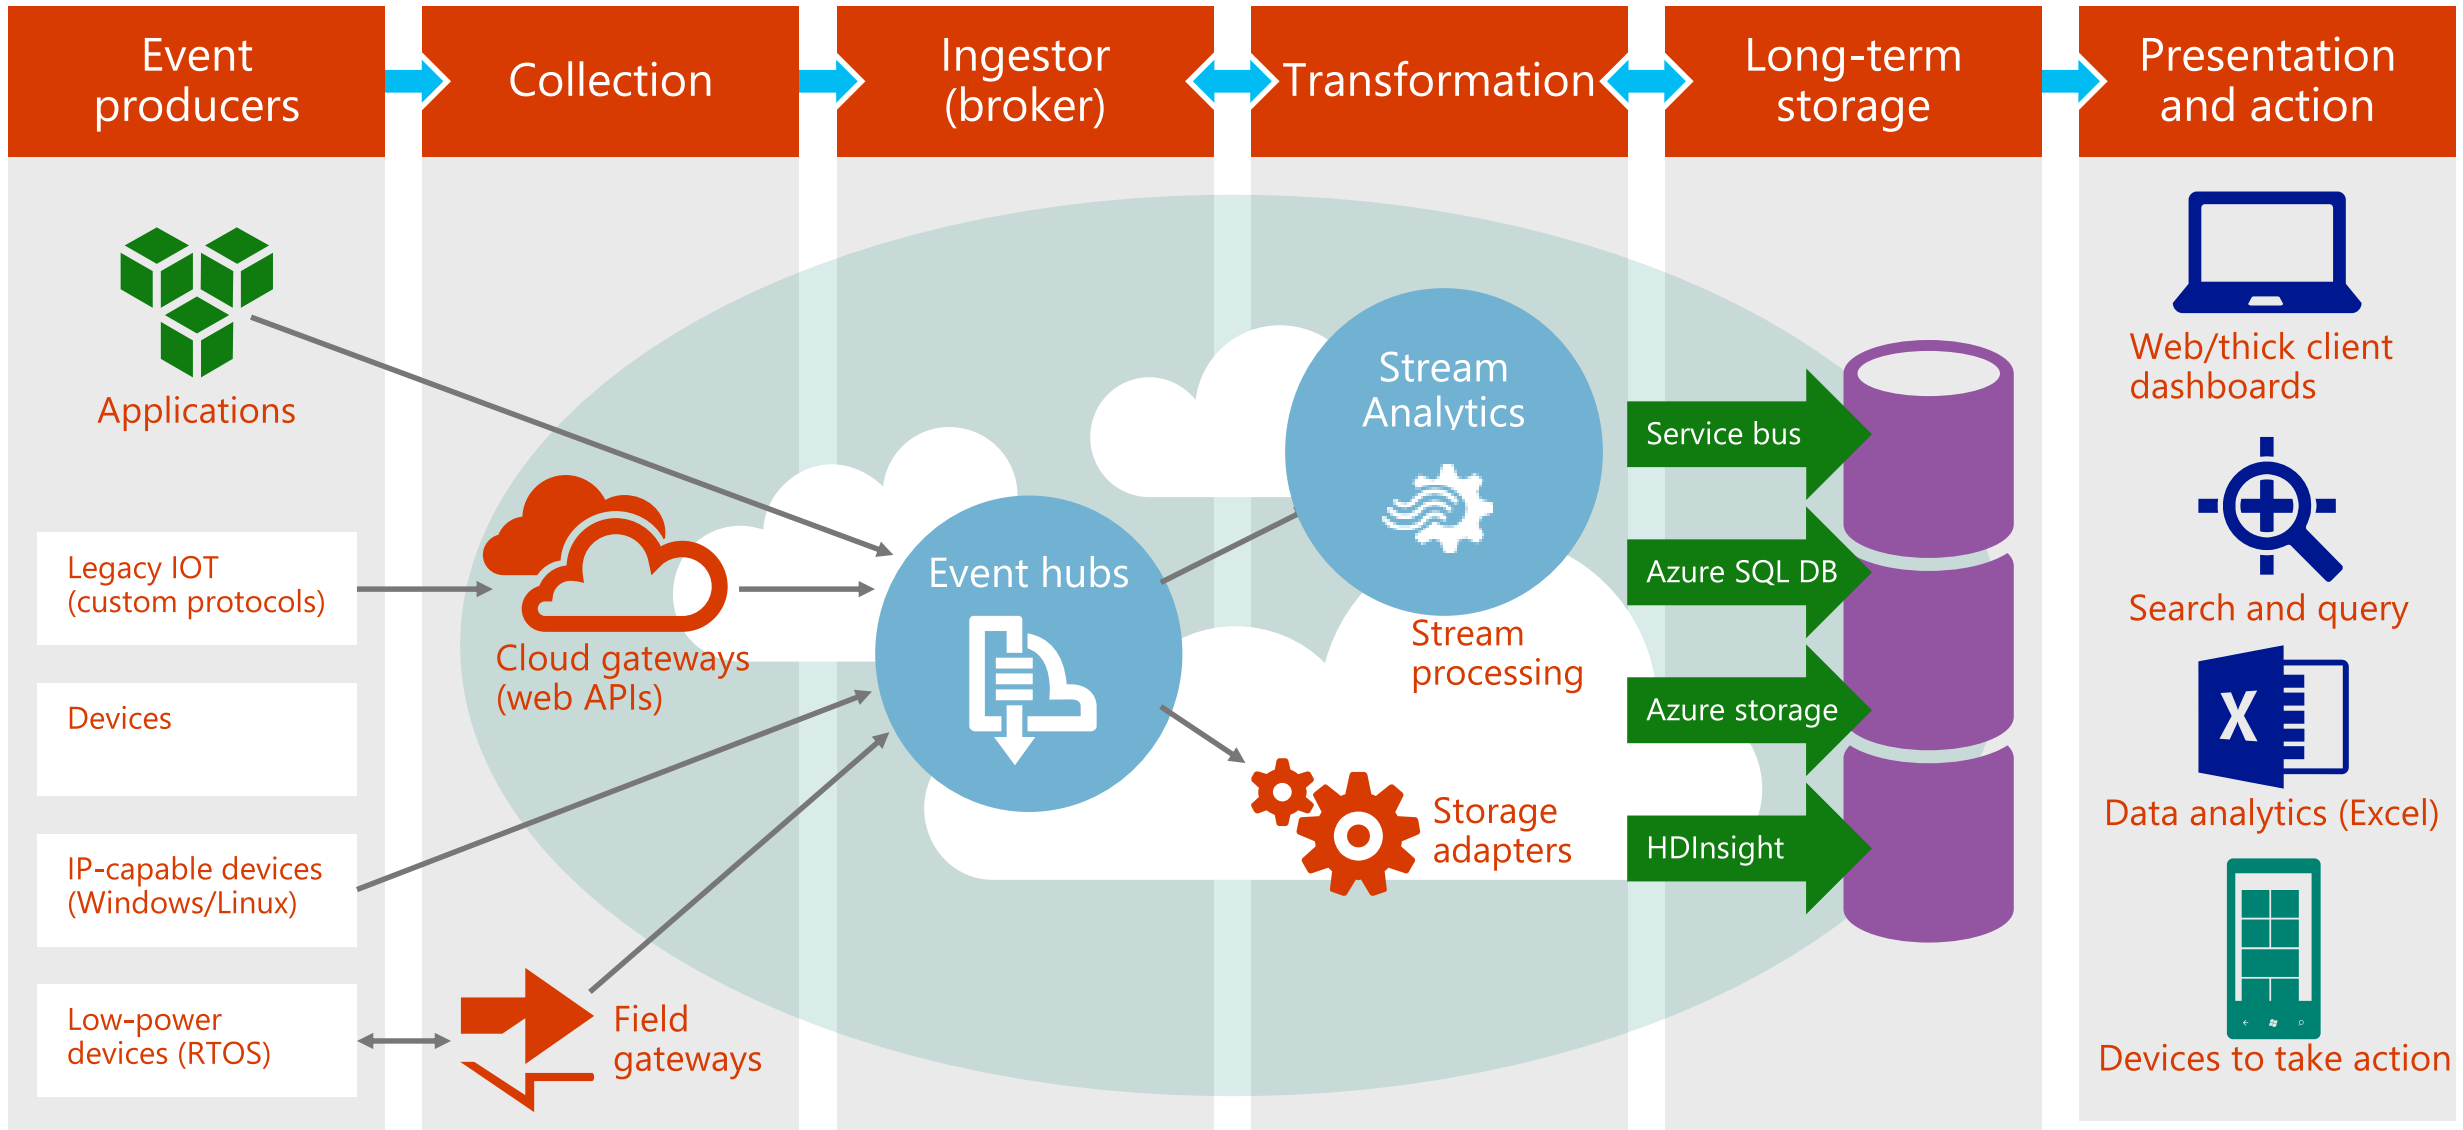 Event
producers
Collection
Ingestor
(broker)
Transformation
Long-term
storage
Presentation
and action
Applications
Legacy IOT
(custom protocols)
Devices
IP-capable devices
(Windows/Linux)
Low-power
devices (RTOS)
Cloud gateways
(web APIs)
Field
gateways
Event hubs
Stream
Analytics
Stream
processing
Storage
adapters
Service bus
Azure SQL DB
Azure storage
HDInsight
Web/thick client
dashboards
Search and query
X
Data analytics (Excel)
Devices to take action